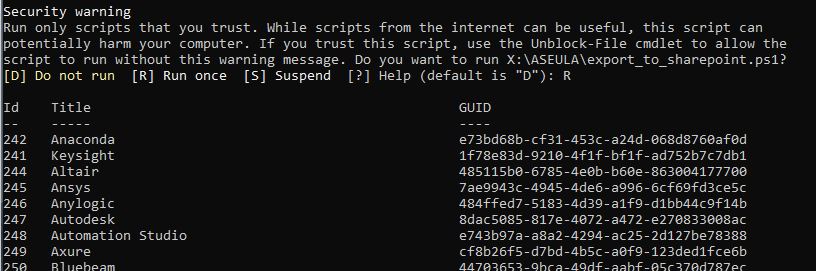 Security warning
Run only scripts that you trust. While scripts from the internet can be useful, this script can
potentially harm your computer. If you trust this script, use the Unblock-File cmdlet to allow the
script to run without this warning message. Do you want to run X:\ASEULA\export_to_sharepoint.ps1?
[D] Do not run  [R] Run once  [S] Suspend  [?] Help (default is "D"): R
Id    Title    GUID
--    -----    ----
242   Anaconda    e73bd68b-cf31-453c-a24d-068d8760af0d
241   Keysight    1f78e83d-9210-4f1f-bf1f-ad752b7c7db1
244   Altair    485115b0-6785-4e0b-b60e-863004177700
245   Ansys    7ae9943c-4945-4de6-a996-6cf69fd3ce5c
246   Anylogic    484ffed7-5183-4d39-a1f9-d1bb44c9f14b
247   Autodesk    8dac5085-817e-4072-a472-e270833008ac
248   Automation Studio    e743b97a-a8a2-4294-ac25-2d127be78388
249   Axure    cf8b26f5-d7bd-4b5c-a0f9-123ded1fce6b
250   Bluebeam    44703653-9bca-49df-aabf-05c370d787ec